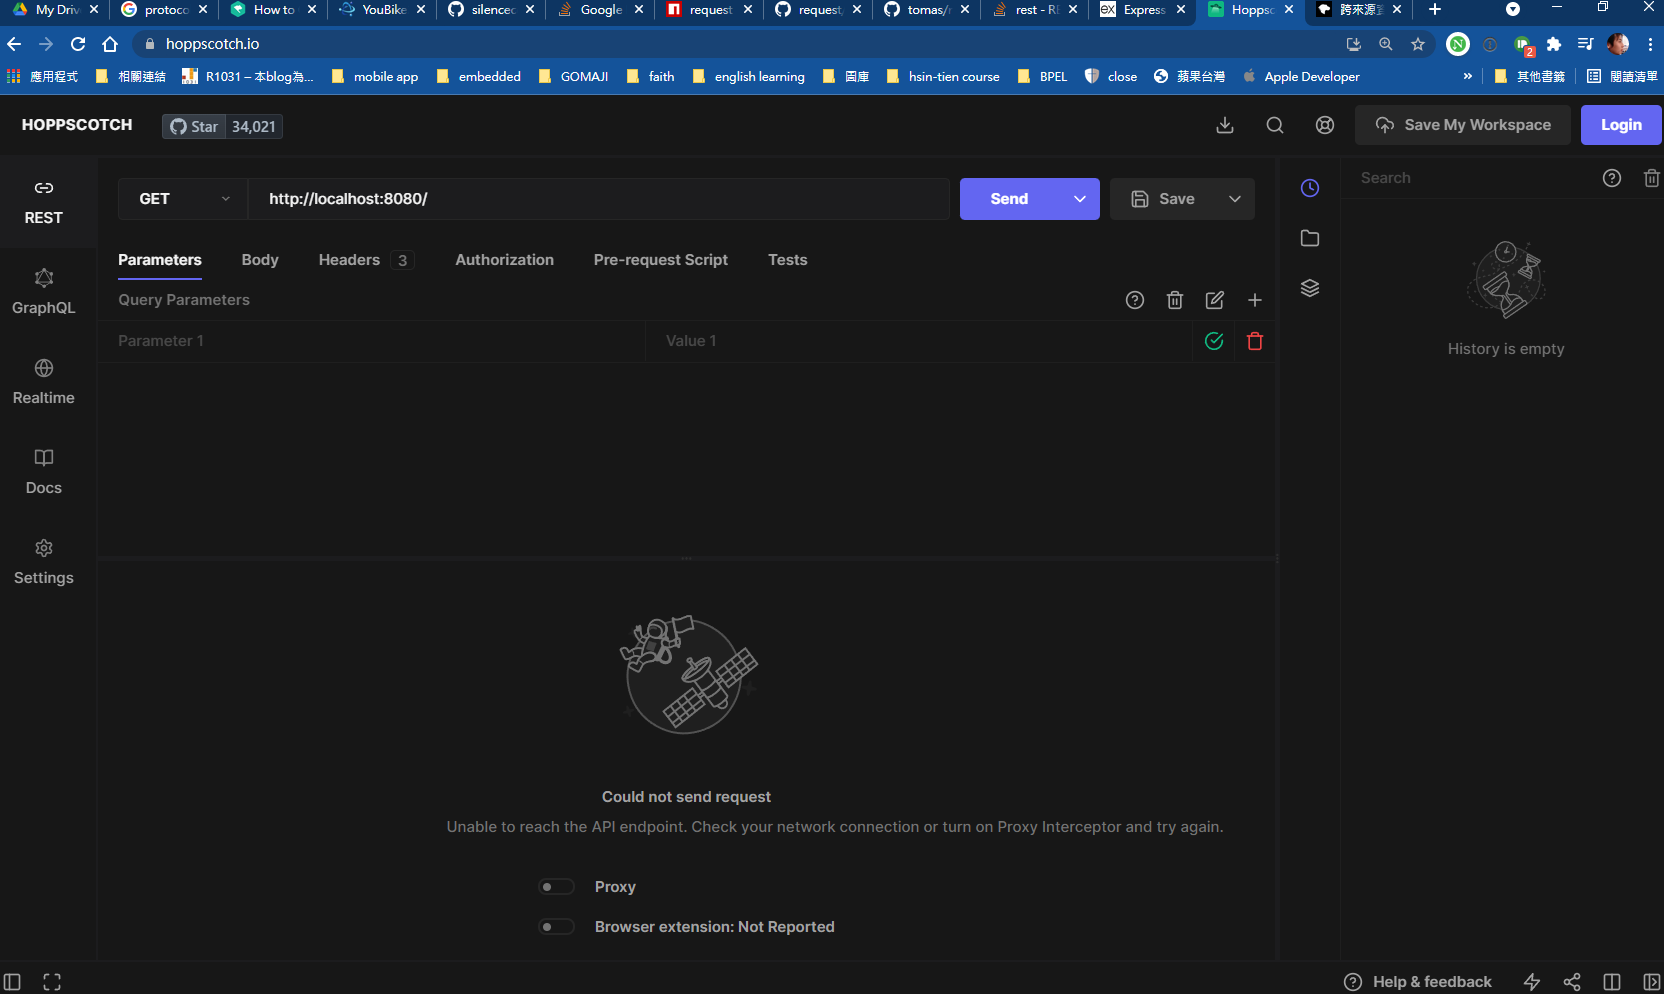 My Driv
protoco
How to
YouBike
silencec
Google
request
request/
tomas/r
rest - RE
Express
Hoppsc
跨來源
hoppscotch.io
應用程式
相關連結
R1031 – 本blog為...
mobile app
embedded
GOMAJI
faith
english learning
圖庫
hsin-tien course
BPEL
close
蘋果台灣
Apple Developer
»
其他書籤
閱讀清單
HOPPSCOTCH
Star 34,021
Save My Workspace
Login
REST
GraphQL
Realtime
Docs
Settings
GET
http://localhost:8080/
Send
Save
Parameters
Body
Headers 3
Authorization
Pre-request Script
Tests
Query Parameters
Parameter 1
Value 1
Search
History is empty
Could not send request
Unable to reach the API endpoint. Check your network connection or turn on Proxy Interceptor and try again.
Proxy
Browser extension: Not Reported
Help & feedback